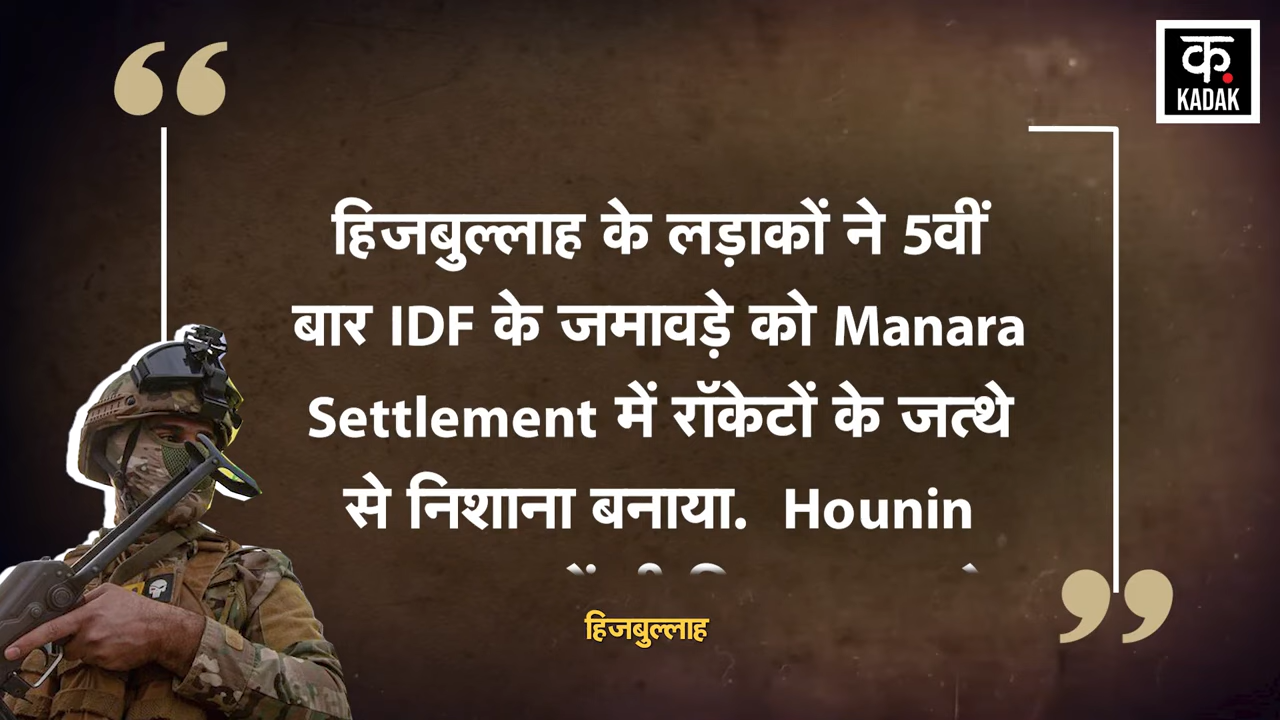 क.
KADAK
हिजबुल्लाह के लड़ाकों ने 5वीं
बार IDF के जमावड़े को Manara
Settlement में रॉकेटों के जत्थे
से निशाना बनाया. Hounin
हिजबुल्लाह